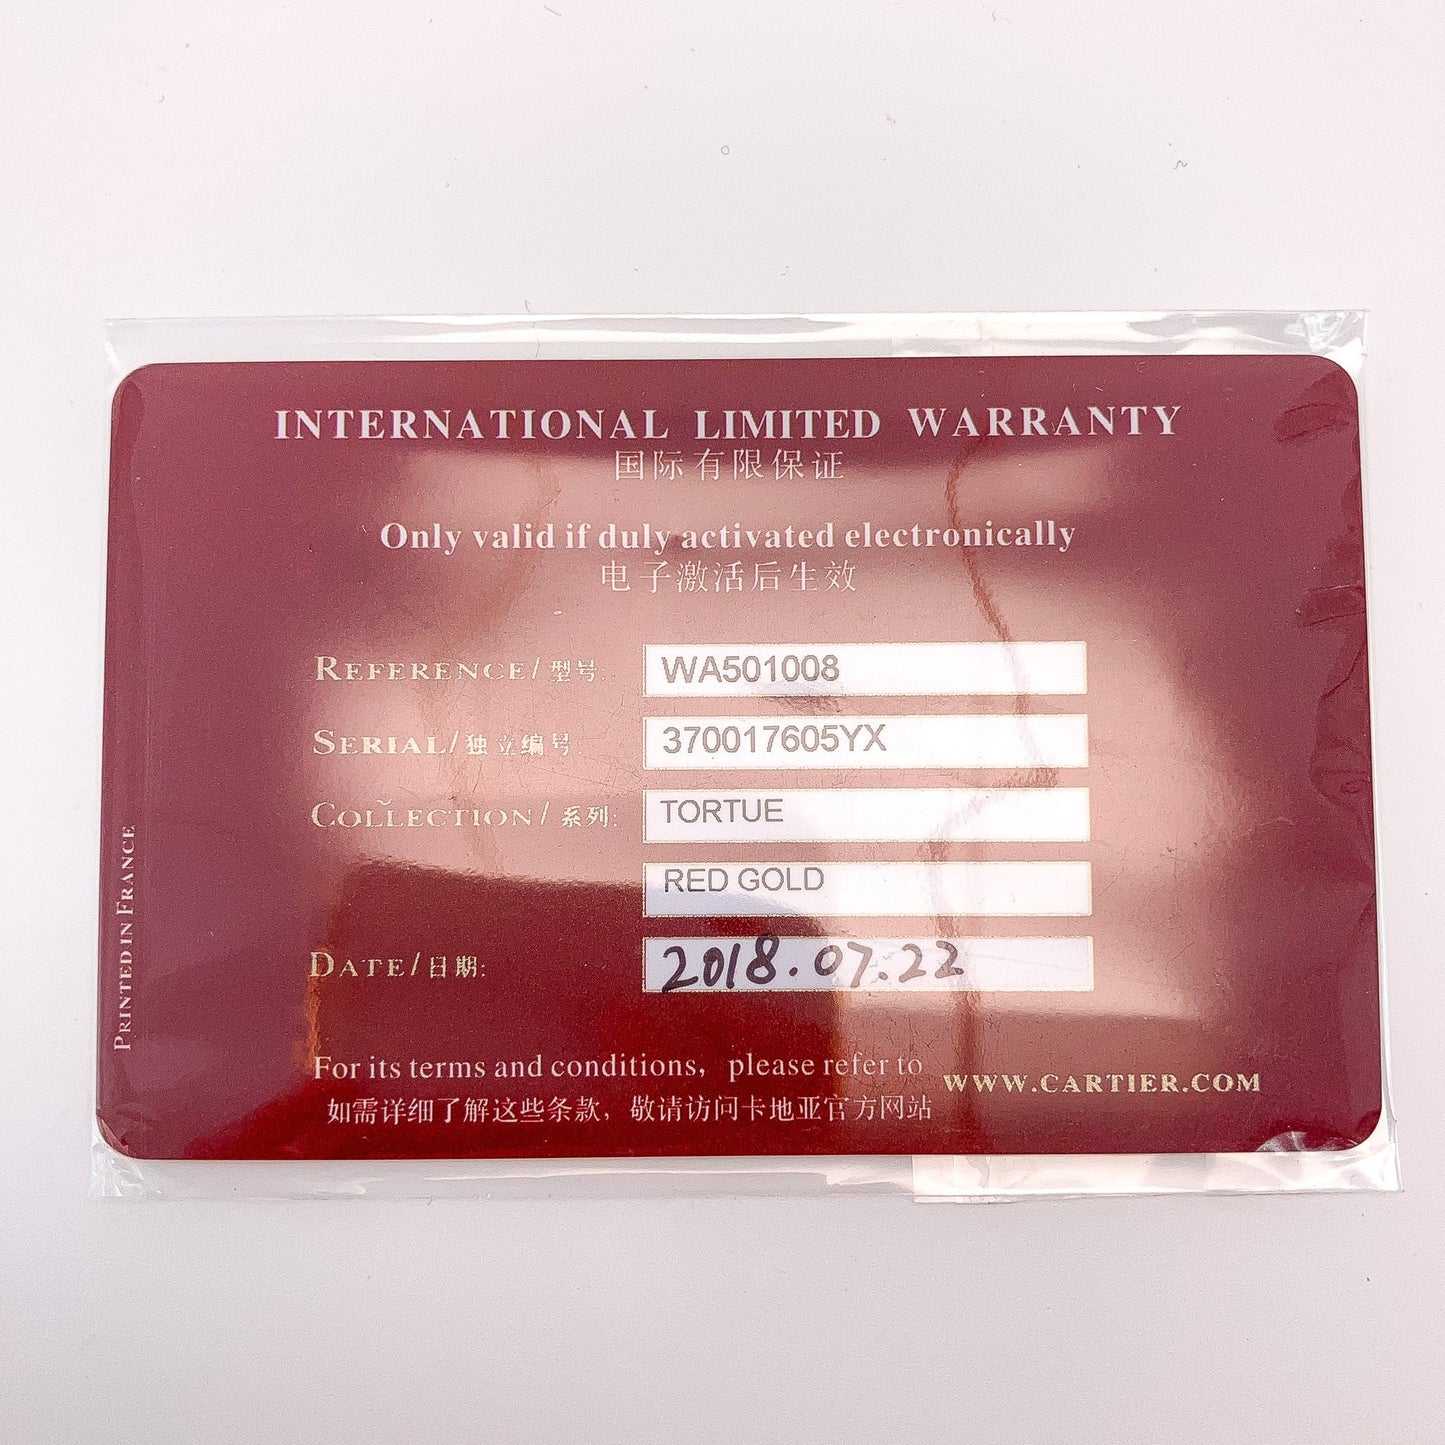 INTERNATIONAL LIMITED WARRANTY
国际有限保证
Only valid if duly activated electronically
电子激活后生效
REFERENCE/型号: WA501008
SERIAL/独立编号: 370017605YX
COLLECTION/系列: TORTUE
RED GOLD
DATE/日期: 2018.07.22
For its terms and conditions, please refer to WWW.CARTIER.COM
如需详细了解这些条款, 敬请访问卡地亚官方网站
PRINTED IN FRANCE